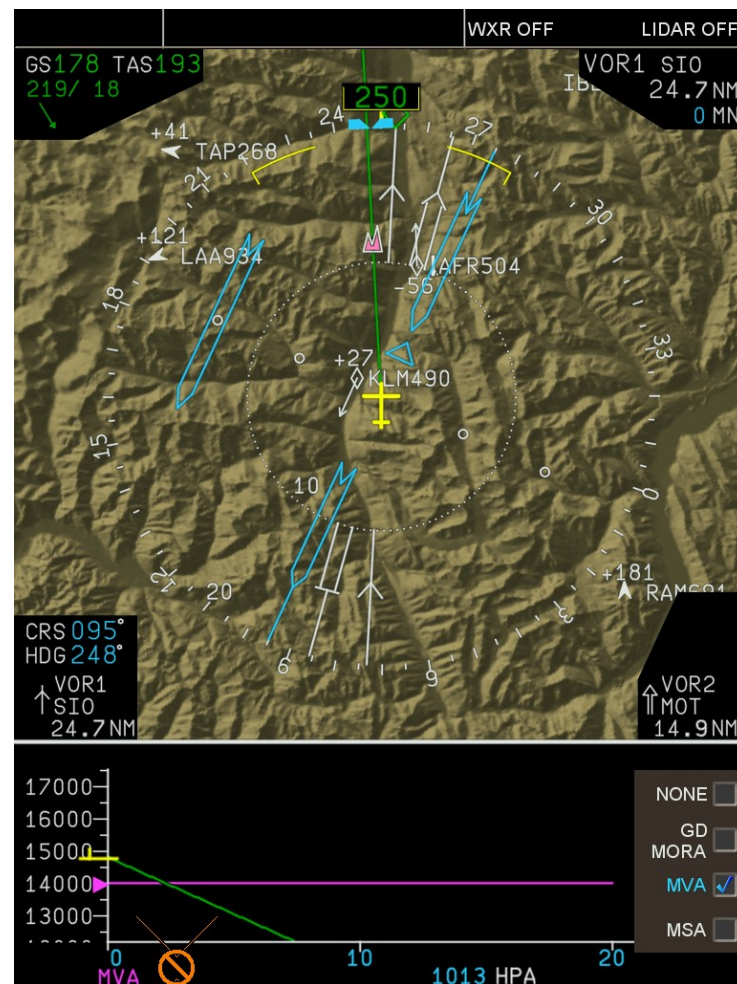 WXR OFF
LIDAR OFF
GS178 TAS193
219/ 18
VOR1 SIO
24.7NM
0 MN
250
24
27
+41
TAP268
21
30
+121
LAA934
AFR504
-56
18
33
+27
KLM490
15
0
10
12
20
+181
3
6
9
CRS 095°
HDG 248°
VOR1
SIO
24.7NM
VOR2
MOT
14.9NM
17000
16000
15000
14000
13000
0
10
20
MVA
1013 HPA
NONE
GD
MORA
MVA
MSA